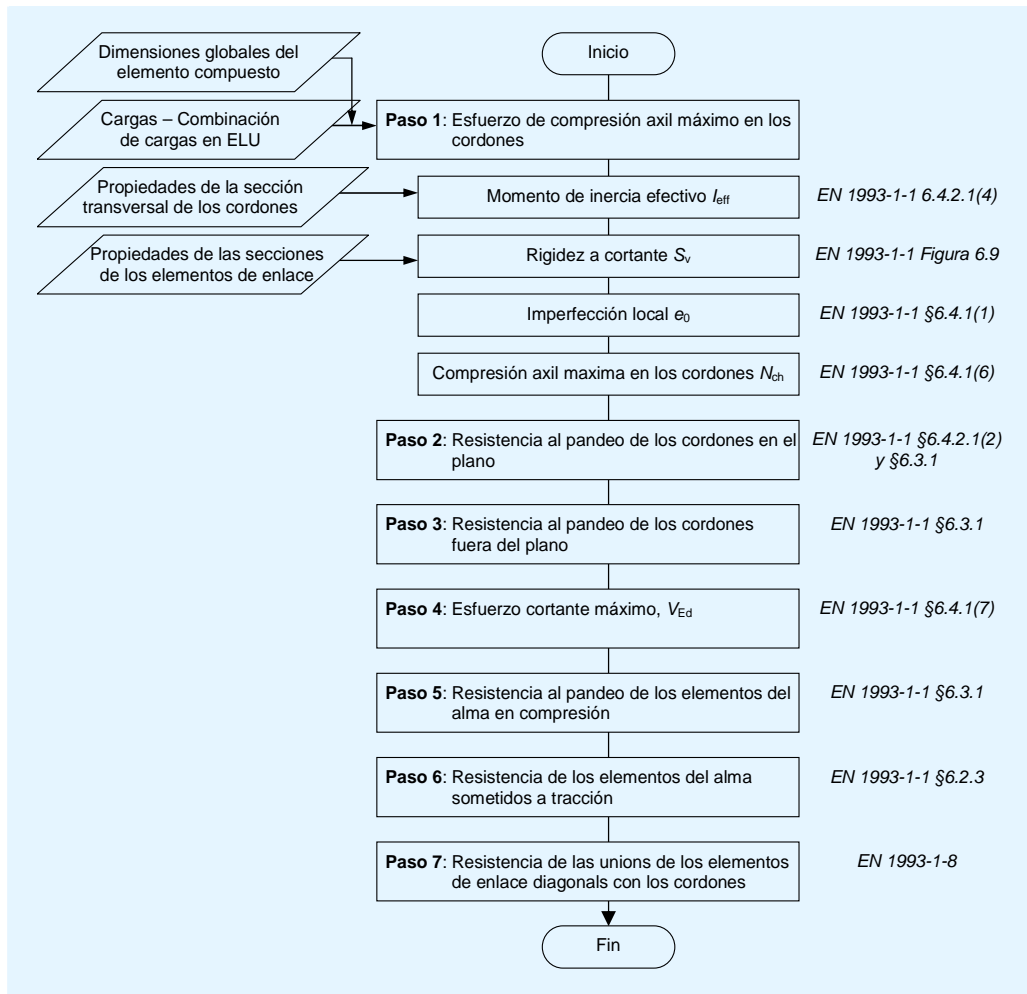 Dimensiones globales del
elemento compuesto
Inicio
Cargas – Combinación
de cargas en ELU
Paso 1: Esfuerzo de compresión axil máximo en los
cordones
Propiedades de la sección
transversal de los cordones
Momento de inercia efectivo Ieff
EN 1993-1-1 6.4.2.1(4)
Propiedades de las secciones
de los elementos de enlace
Rigidez a cortante Sv
EN 1993-1-1 Figura 6.9
Imperfección local e0
EN 1993-1-1 §6.4.1(1)
Compresión axil maxima en los cordones Nch
EN 1993-1-1 §6.4.1(6)
Paso 2: Resistencia al pandeo de los cordones en el
plano
EN 1993-1-1 §6.4.2.1(2)
y §6.3.1
Paso 3: Resistencia al pandeo de los cordones
fuera del plano
EN 1993-1-1 §6.3.1
Paso 4: Esfuerzo cortante máximo, VEd
EN 1993-1-1 §6.4.1(7)
Paso 5: Resistencia al pandeo de los elementos del
alma en compresión
EN 1993-1-1 §6.3.1
Paso 6: Resistencia de los elementos del alma
sometidos a tracción
EN 1993-1-1 §6.2.3
Paso 7: Resistencia de las unions de los elementos
de enlace diagonals con los cordones
EN 1993-1-8
Fin